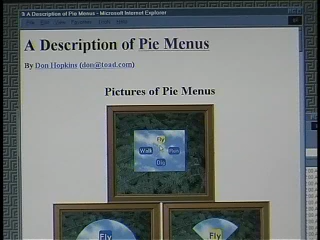 A Description of Pie Menus - Microsoft Internet Explorer
A Description of Pie Menus
By Don Hopkins (don@toad.com)
Pictures of Pie Menus
Fly
Walk
Run
Dig
Fly
Fly